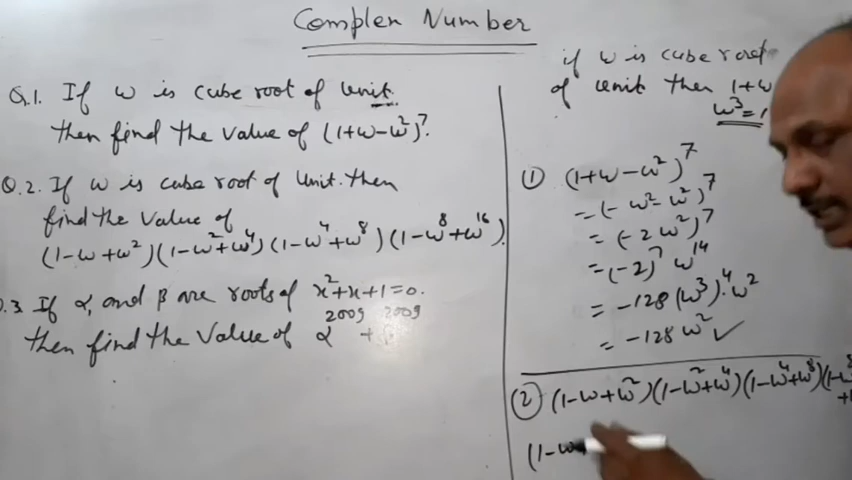 Complex Number
Q.1. If ω is cube root of Unit.
then find the value of (1+ω-ω²)⁷.
Q.2. If ω is cube root of Unit. then
find the value of
(1-ω+ω²)(1-ω²+ω⁴)(1-ω⁴+ω⁸)(1-ω⁸+ω¹⁶).
Q.3. If α, and β are roots of x²+x+1=0.
then find the value of α²⁰⁰⁹ +
if ω is cube root
of unit then 1+ω
ω³=1
① (1+ω-ω²)⁷
=(-ω²-ω²)⁷
=(-2ω²)⁷
=(-2)⁷ ω¹⁴
= -128(ω³)⁴·ω²
= -128ω² ✓
② (1-ω+ω²)(1-ω²+ω⁴)(1-ω⁴+ω⁸)(1-ω⁸
+
(1-ω